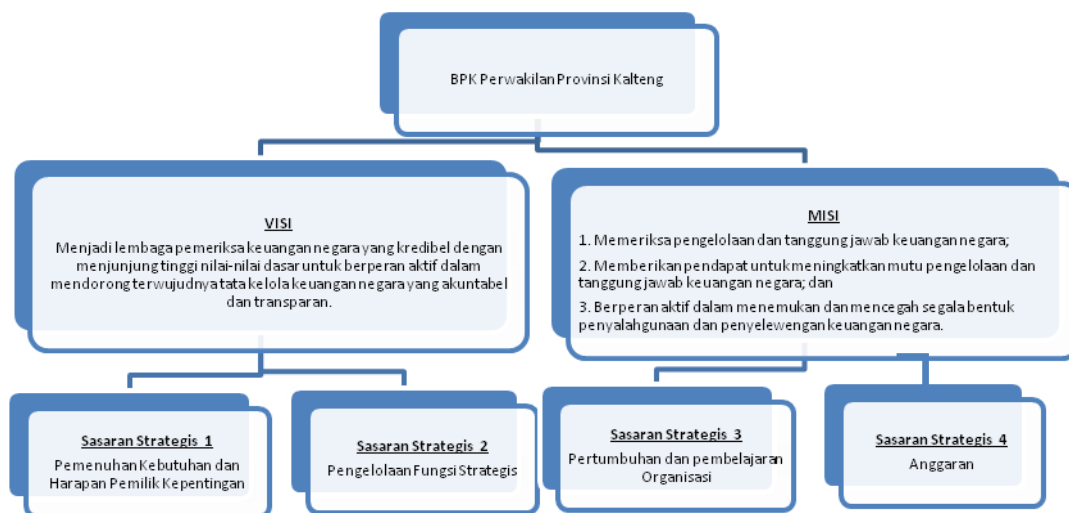 BPK Perwakilan Provinsi Kalteng
VISI
Menjadi lembaga pemeriksa keuangan negara yang kredibel dengan
menjunjung tinggi nilai-nilai dasar untuk berperan aktif dalam
mendorong terwujudnya tata kelola keuangan negara yang akuntabel
dan transparan.
MISI
1. Memeriksa pengelolaan dan tanggung jawab keuangan negara;
2. Memberikan pendapat untuk meningkatkan mutu pengelolaan dan
tanggung jawab keuangan negara; dan
3. Berperan aktif dalam menemukan dan mencegah segala bentuk
penyalahgunaan dan penyelewengan keuangan negara.
Sasaran Strategis 1
Pemenuhan Kebutuhan dan
Harapan Pemilik Kepentingan
Sasaran Strategis 2
Pengelolaan Fungsi Strategis
Sasaran Strategis 3
Pertumbuhan dan pembelajaran
Organisasi
Sasaran Strategis 4
Anggaran